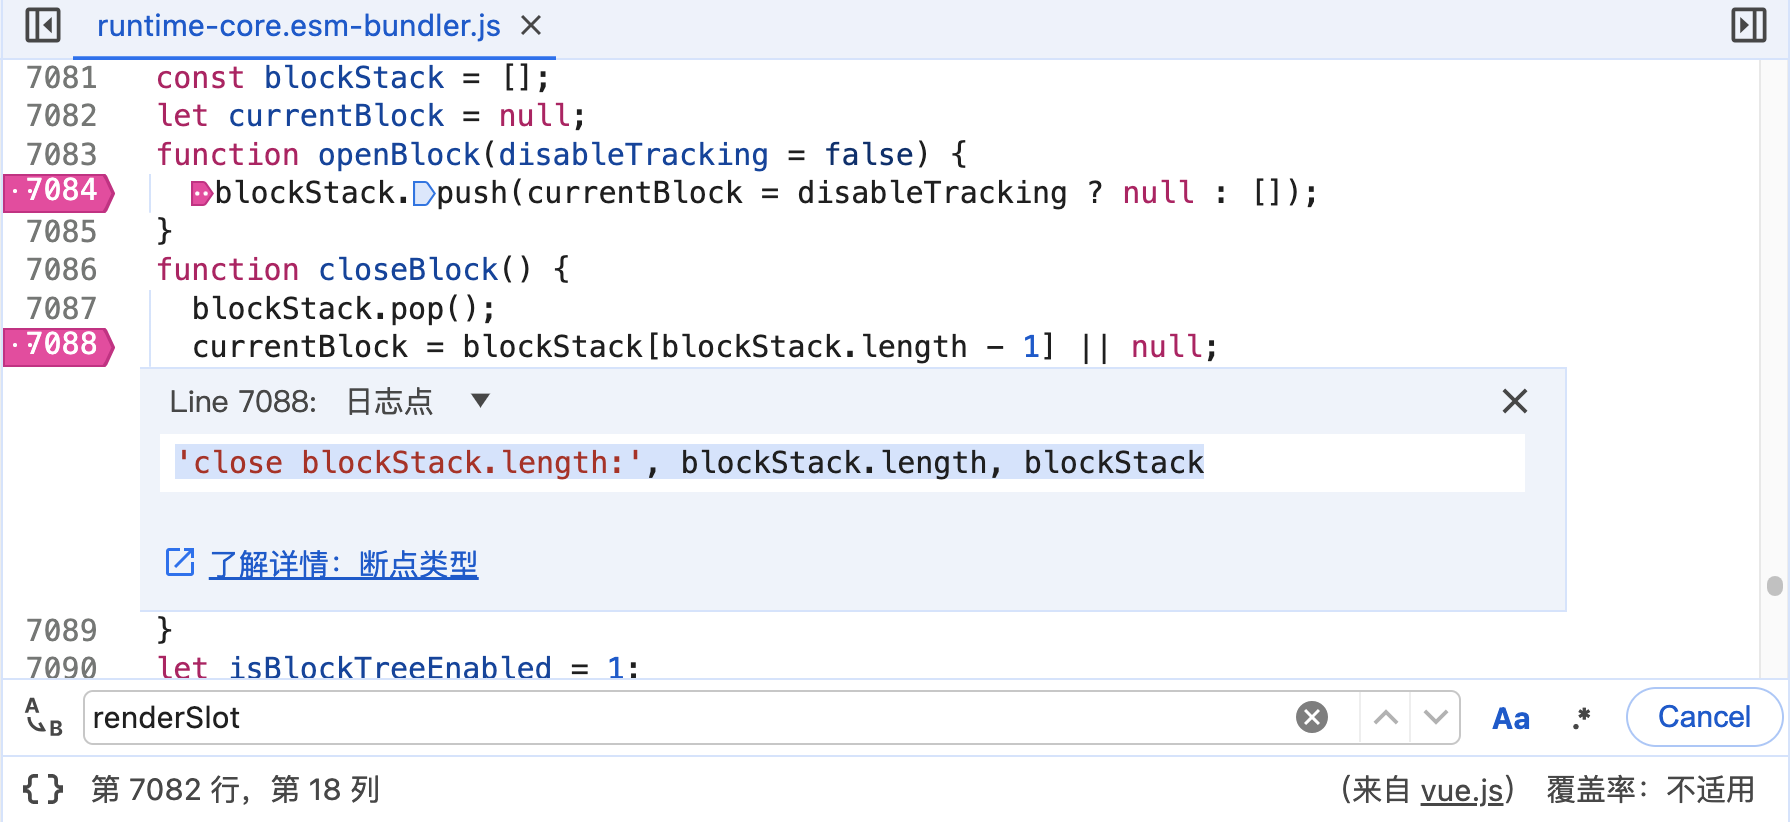 runtime-core.esm-bundler.js
7081 const blockStack = [];
7082 let currentBlock = null;
7083 function openBlock(disableTracking = false) {
7084 blockStack.push(currentBlock = disableTracking ? null : []);
7085 }
7086 function closeBlock() {
7087 blockStack.pop();
7088 currentBlock = blockStack[blockStack.length - 1] || null;
Line 7088: 日志点
'close blockStack.length:', blockStack.length, blockStack
了解详情：断点类型
7089 }
7090 let isBlockTreeEnabled = 1;
A B renderSlot Aa .* Cancel
{ } 第 7082 行，第 18 列 （来自 vue.js） 覆盖率：不适用